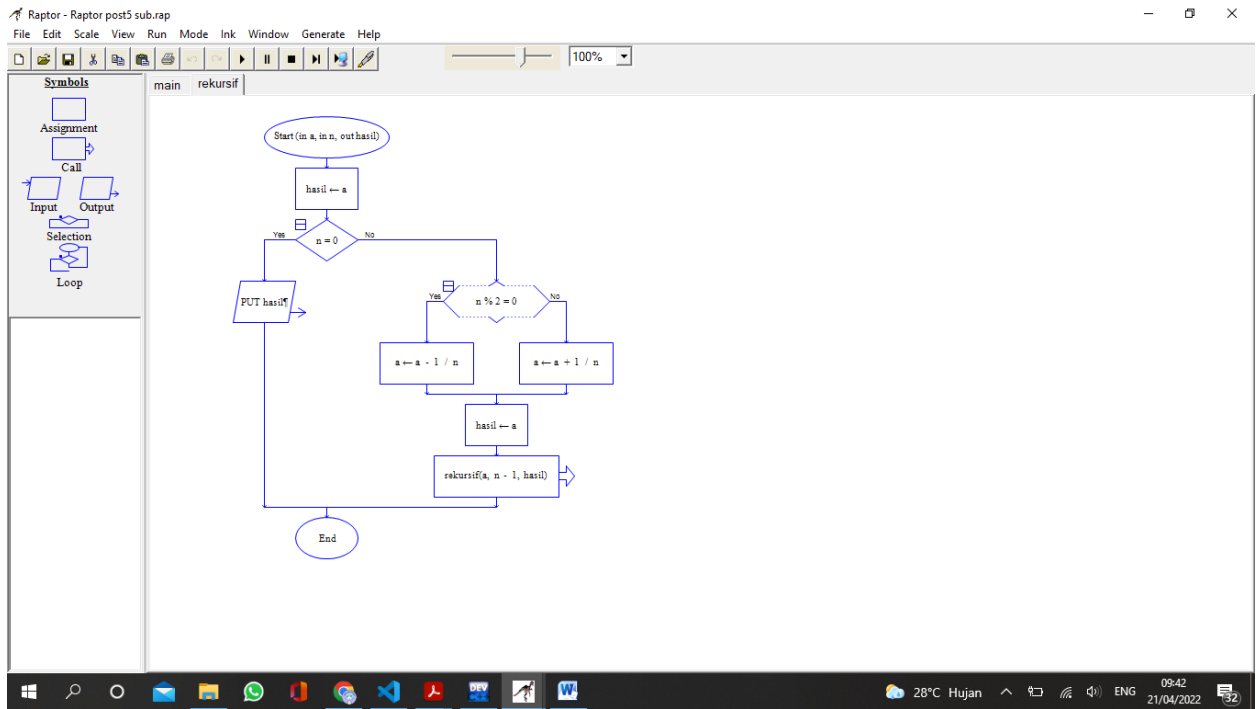 Raptor - Raptor post5 sub.rap
File Edit Scale View Run Mode Ink Window Generate Help
100%
Symbols
Assignment
Call
Input Output
Selection
Loop
main rekursif
Start (in a, in n, out hasil)
hasil ← a
Yes n = 0 No
PUT hasil¶
Yes n % 2 = 0 No
a ← a - 1 / n a ← a + 1 / n
hasil ← a
rekursif(a, n - 1, hasil)
End
DEV
W
28°C Hujan ENG 09:42
21/04/2022
32